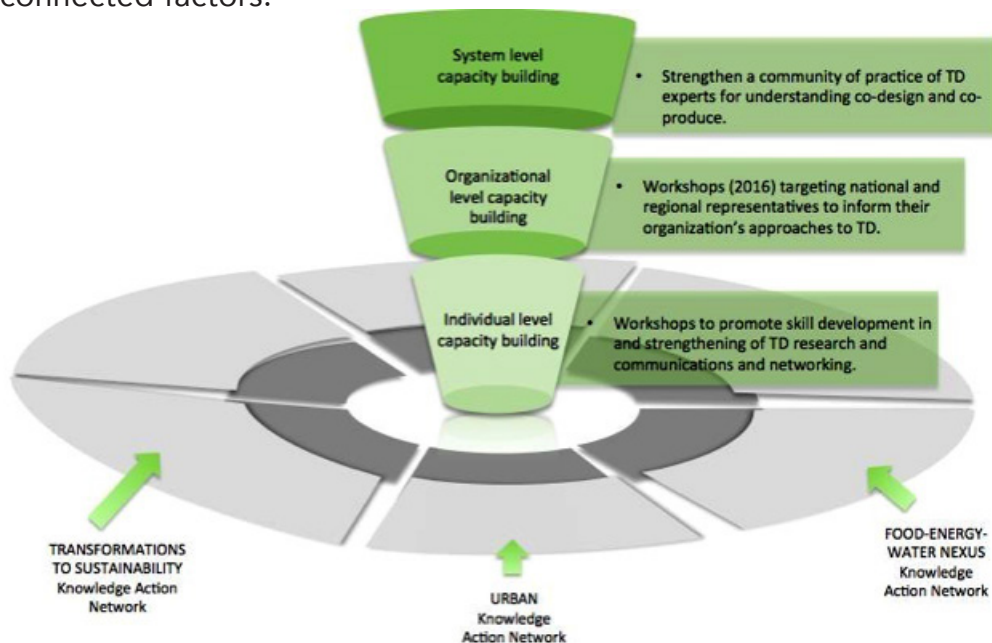 connected factors.
System level
capacity building
• Strengthen a community of practice of TD
experts for understanding co-design and co-
produce.
Organizational
level capacity
building
• Workshops (2016) targeting national and
regional representatives to inform their
organization's approaches to TD.
Individual level
capacity building
• Workshops to promote skill development in
and strengthening of TD research and
communications and networking.
TRANSFORMATIONS
TO SUSTAINABILITY
Knowledge Action
Network
URBAN
Knowledge
Action Network
FOOD-ENERGY-
WATER NEXUS
Knowledge
Action Network